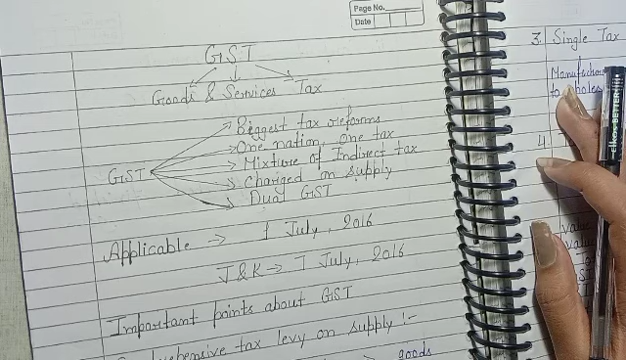 Page No.
Date
GST
Goods & Services Tax
GST
Biggest tax reforms
One nation, one tax
Mixture of Indirect tax
Charged on supply
Dual GST
Applicable → 1 July, 2016
J&K → 7 July, 2016
Important points about GST
tax levy on supply :-
goods
3. Single Tax
to
4.